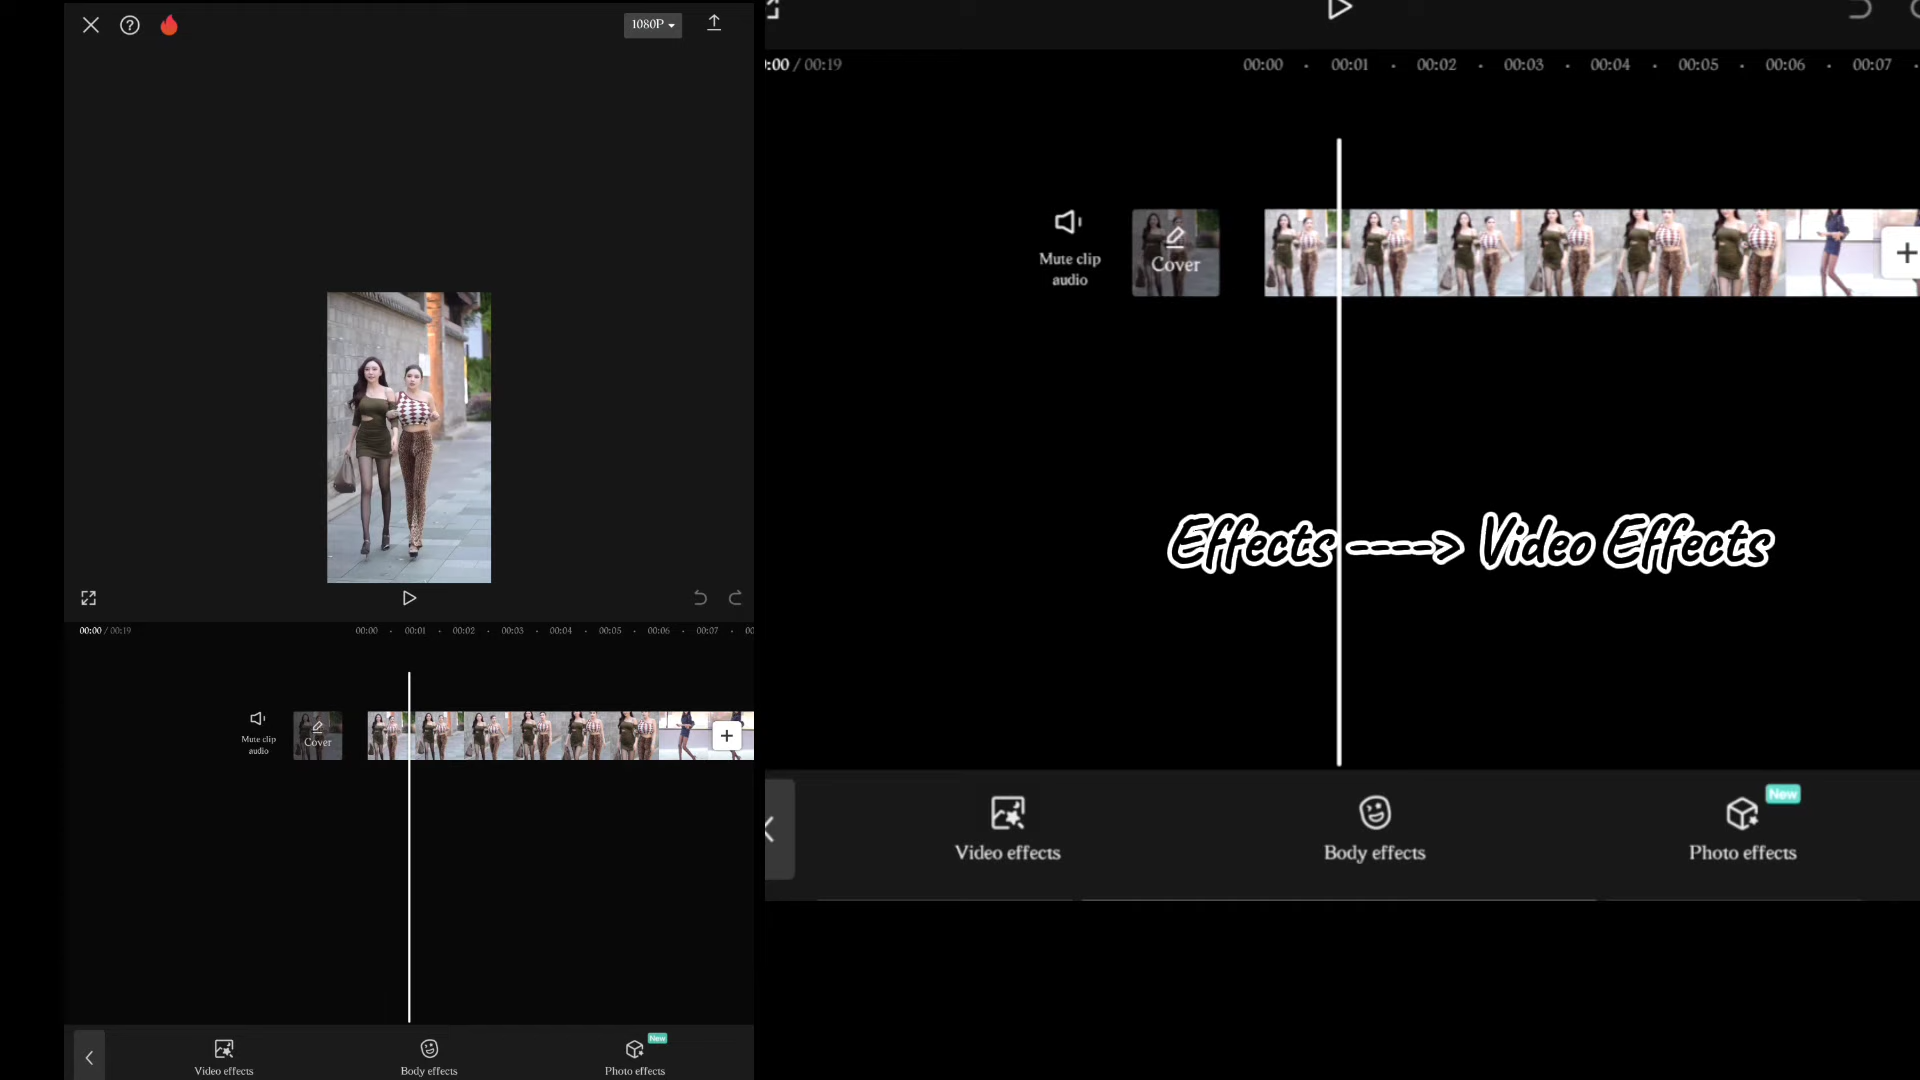 1080P
00:00 / 00:19
00:00 00:01 00:02 00:03 00:04 00:05 00:06 00:07
Mute clip
audio
Cover
New
Video effects
Body effects
Photo effects
:00 / 00:19
00:00 00:01 00:02 00:03 00:04 00:05 00:06 00:07
Mute clip
audio
Cover
Effects ----> Video Effects
New
Video effects
Body effects
Photo effects